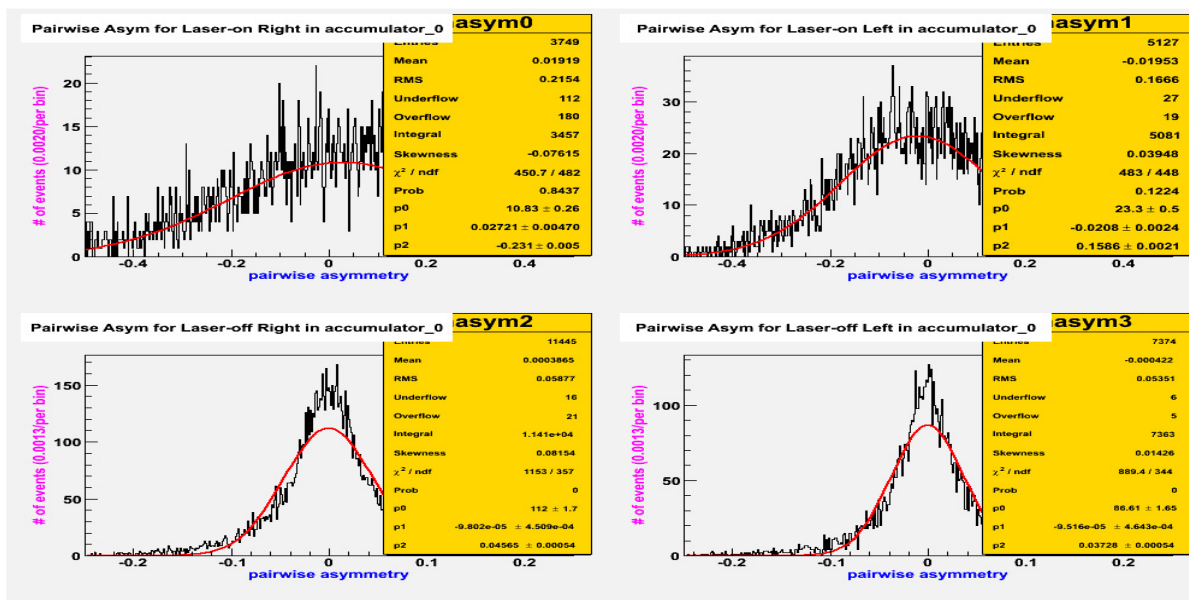 Pairwise Asym for Laser-on Right in accumulator_0
asym0
Entries 3749
Mean 0.01919
RMS 0.2154
Underflow 112
Overflow 180
Integral 3457
Skewness -0.07615
χ² / ndf 450.7 / 482
Prob 0.8437
p0 10.83 ± 0.26
p1 0.02721 ± 0.00470
p2 -0.231 ± 0.005
# of events (0.0020/per bin)
20
15
10
5
0
-0.4 -0.2 0 0.2 0.4
pairwise asymmetry
Pairwise Asym for Laser-on Left in accumulator_0
asym1
Entries 5127
Mean -0.01953
RMS 0.1666
Underflow 27
Overflow 19
Integral 5081
Skewness 0.03948
χ² / ndf 483 / 448
Prob 0.1224
p0 23.3 ± 0.5
p1 -0.0208 ± 0.0024
p2 0.1586 ± 0.0021
# of events (0.0020/per bin)
30
20
10
0
-0.4 -0.2 0 0.2 0.4
pairwise asymmetry
Pairwise Asym for Laser-off Right in accumulator_0
asym2
Entries 11445
Mean 0.0003865
RMS 0.05877
Underflow 16
Overflow 21
Integral 1.141e+04
Skewness 0.08154
χ² / ndf 1153 / 357
Prob 0
p0 112 ± 1.7
p1 -9.802e-05 ± 4.509e-04
p2 0.04565 ± 0.00054
# of events (0.0013/per bin)
150
100
50
0
-0.2 -0.1 0 0.1 0.2
pairwise asymmetry
Pairwise Asym for Laser-off Left in accumulator_0
asym3
Entries 7374
Mean -0.000422
RMS 0.05351
Underflow 6
Overflow 5
Integral 7363
Skewness 0.01426
χ² / ndf 889.4 / 344
Prob 0
p0 86.61 ± 1.65
p1 -9.516e-05 ± 4.643e-04
p2 0.03728 ± 0.00054
# of events (0.0013/per bin)
100
50
0
-0.2 -0.1 0 0.1 0.2
pairwise asymmetry